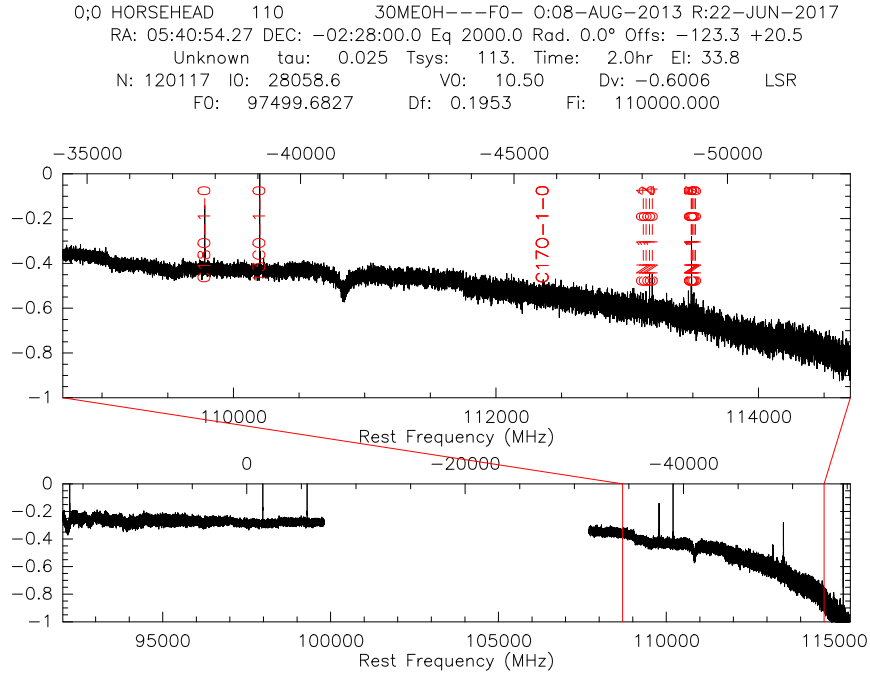 0;0 HORSEHEAD 110 30ME0H---F0- O:08-AUG-2013 R:22-JUN-2017
RA: 05:40:54.27 DEC: -02:28:00.0 Eq 2000.0 Rad. 0.0° Offs: -123.3 +20.5
Unknown tau: 0.025 Tsys: 113. Time: 2.0hr El: 33.8
N: 120117 I0: 28058.6 V0: 10.50 Dv: -0.6006 LSR
F0: 97499.6827 Df: 0.1953 Fi: 110000.000
-35000 -40000 -45000 -50000
0
-0.2
-0.4
-0.6
-0.8
-1
C17O-1-0
110000 112000 114000
Rest Frequency (MHz)
0 -20000 -40000
0
-0.2
-0.4
-0.6
-0.8
-1
95000 100000 105000 110000 115000
Rest Frequency (MHz)